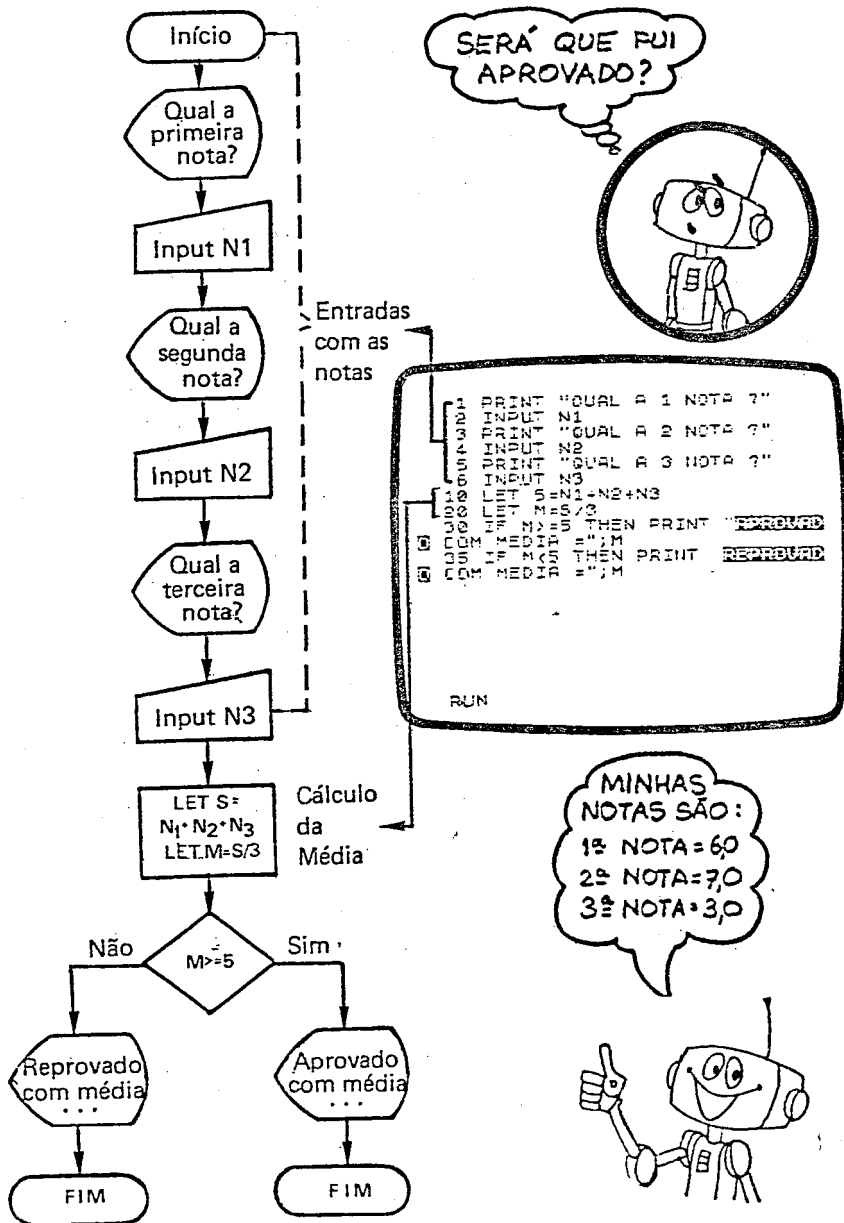 Início
Qual a
primeira
nota?
Input N1
Qual a
segunda
nota?
Input N2
Qual a
terceira
nota?
Input N3
LET S=
N1+N2+N3
LET M=S/3
M>=5
Não
Sim
Reprovado
com média
...
Aprovado
com média
...
FIM
FIM
Entradas
com as
notas
Cálculo
da
Média
SERÁ QUE FUI
APROVADO?
1 PRINT "QUAL A 1 NOTA ?"
2 INPUT N1
3 PRINT "QUAL A 2 NOTA ?"
4 INPUT N2
5 PRINT "QUAL A 3 NOTA ?"
6 INPUT N3
10 LET S=N1+N2+N3
20 LET M=S/3
30 IF M>=5 THEN PRINT "APROVAD
O COM MEDIA =";M
35 IF M<5 THEN PRINT REPROVAD
O COM MEDIA =";M
RUN
MINHAS
NOTAS SÃO:
1ª NOTA=6,0
2ª NOTA=7,0
3ª NOTA=3,0